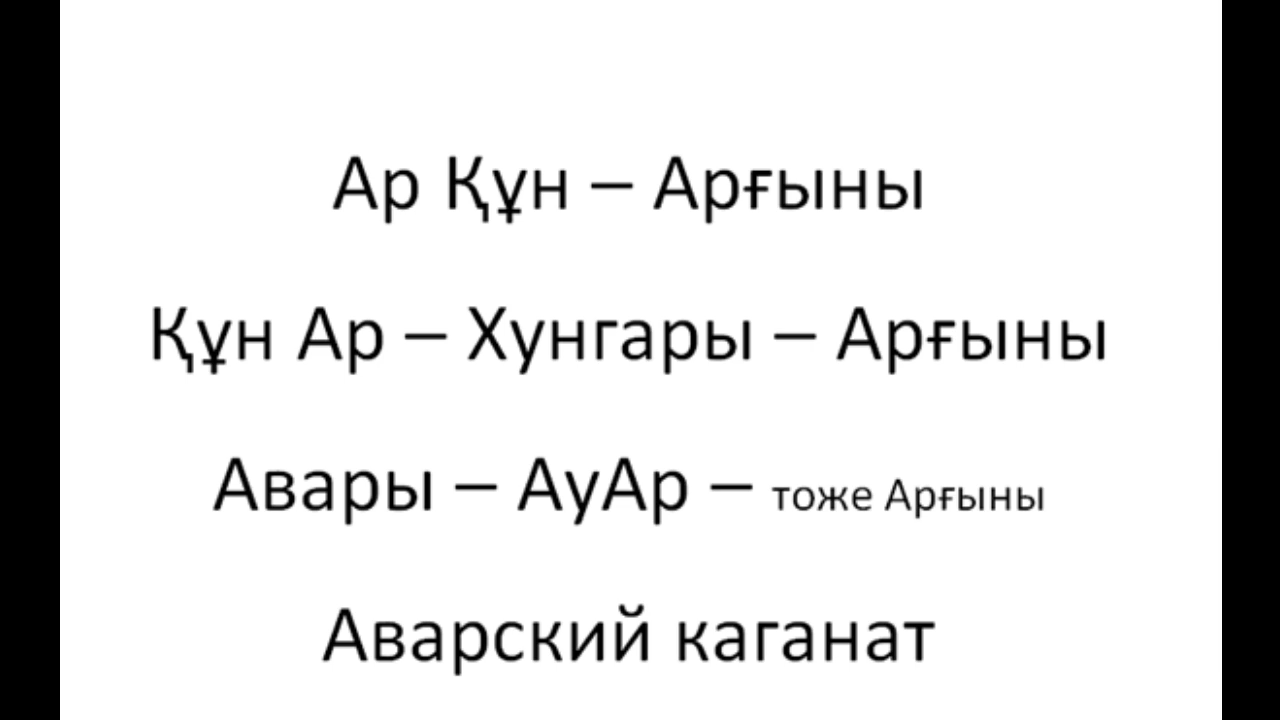 Ар Құн – Арғыны
Құн Ар – Хунгары – Арғыны
Авары – АуАр – тоже Арғыны
Аварский каганат